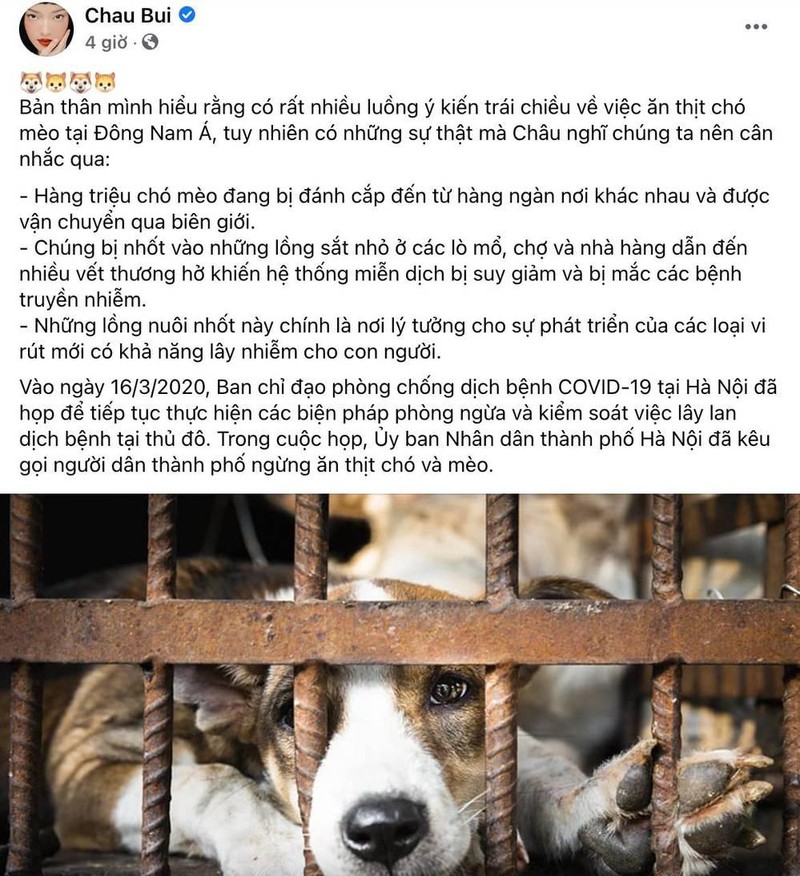 Chau Bui
4 giờ ·
Bản thân mình hiểu rằng có rất nhiều luồng ý kiến trái chiều về việc ăn thịt chó
mèo tại Đông Nam Á, tuy nhiên có những sự thật mà Châu nghĩ chúng ta nên cân
nhắc qua:
- Hàng triệu chó mèo đang bị đánh cắp đến từ hàng ngàn nơi khác nhau và được
vận chuyển qua biên giới.
- Chúng bị nhốt vào những lồng sắt nhỏ ở các lò mổ, chợ và nhà hàng dẫn đến
nhiều vết thương hở khiến hệ thống miễn dịch bị suy giảm và bị mắc các bệnh
truyền nhiễm.
- Những lồng nuôi nhốt này chính là nơi lý tưởng cho sự phát triển của các loại vi
rút mới có khả năng lây nhiễm cho con người.
Vào ngày 16/3/2020, Ban chỉ đạo phòng chống dịch bệnh COVID-19 tại Hà Nội đã
họp để tiếp tục thực hiện các biện pháp phòng ngừa và kiểm soát việc lây lan
dịch bệnh tại thủ đô. Trong cuộc họp, Ủy ban Nhân dân thành phố Hà Nội đã kêu
gọi người dân thành phố ngừng ăn thịt chó và mèo.